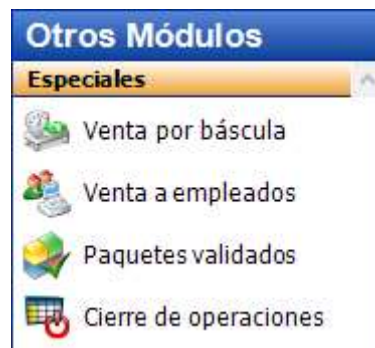 Otros Módulos
Especiales
Venta por báscula
Venta a empleados
Paquetes validados
Cierre de operaciones